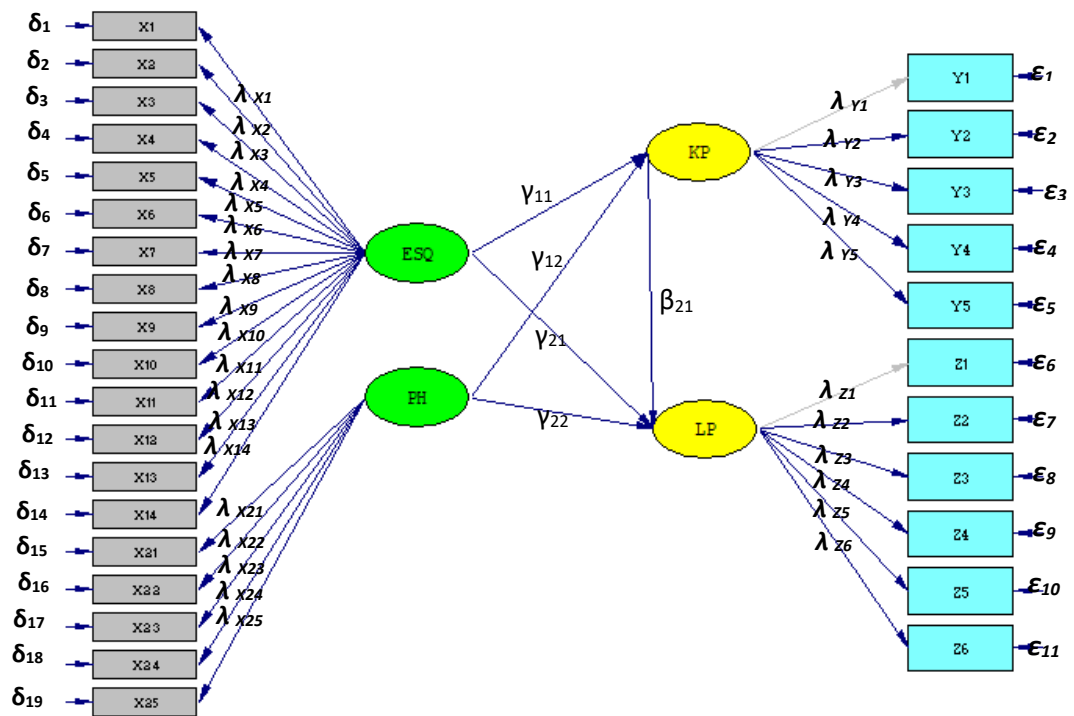 δ1
X1
δ2
X2
δ3
X3
δ4
X4
δ5
X5
δ6
X6
δ7
X7
δ8
X8
δ9
X9
δ10
X10
δ11
X11
δ12
X12
δ13
X13
δ14
X14
δ15
X21
δ16
X22
δ17
X23
δ18
X24
δ19
X25
λ X1
λ X2
λ X3
λ X4
λ X5
λ X6
λ X7
λ X8
λ X9
λ X10
λ X11
λ X12
λ X13
λ X14
λ X21
λ X22
λ X23
λ X24
λ X25
ESQ
PH
γ11
γ12
γ21
γ22
β21
KP
LP
λ Y1
λ Y2
λ Y3
λ Y4
λ Y5
λ Z1
λ Z2
λ Z3
λ Z4
λ Z5
λ Z6
Y1
ε1
Y2
ε2
Y3
ε3
Y4
ε4
Y5
ε5
Z1
ε6
Z2
ε7
Z3
ε8
Z4
ε9
Z5
ε10
Z6
ε11